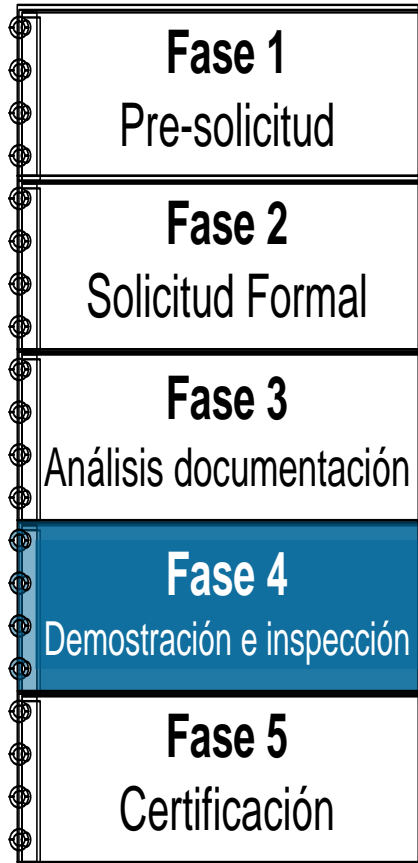 Fase 1
Pre-solicitud
Fase 2
Solicitud Formal
Fase 3
Análisis documentación
Fase 4
Demostración e inspección
Fase 5
Certificación